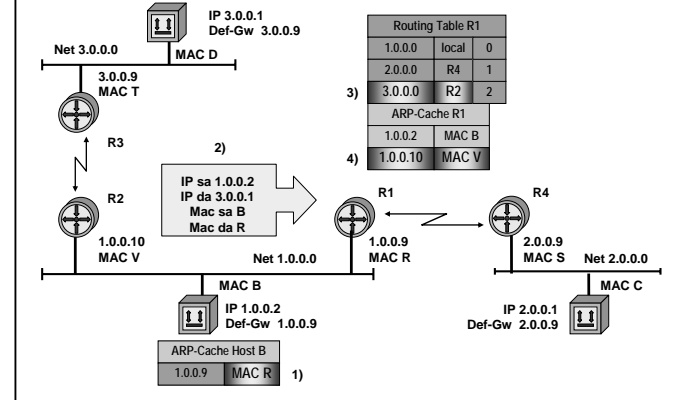 IP 3.0.0.1
Def-Gw 3.0.0.9
Net 3.0.0.0
MAC D
3.0.0.9
MAC T
R3
Routing Table R1
1.0.0.0 local 0
2.0.0.0 R4 1
3) 3.0.0.0 R2 2
ARP-Cache R1
1.0.0.2 MAC B
4) 1.0.0.10 MAC V
2)
IP sa 1.0.0.2
IP da 3.0.0.1
Mac sa B
Mac da R
R2
R1
R4
1.0.0.10
MAC V
Net 1.0.0.0
1.0.0.9
MAC R
2.0.0.9
MAC S
Net 2.0.0.0
MAC B
MAC C
IP 1.0.0.2
Def-Gw 1.0.0.9
IP 2.0.0.1
Def-Gw 2.0.0.9
ARP-Cache Host B
1.0.0.9 MAC R 1)